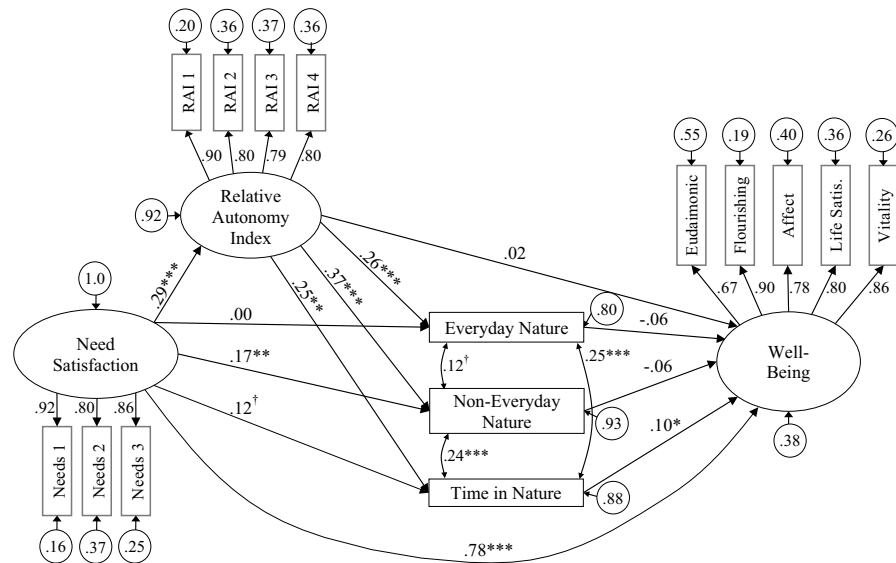 .20
.36
.37
.36
RAI 1
RAI 2
RAI 3
RAI 4
.90
.80
.79
.80
.92
Relative
Autonomy
Index
.55
.19
.40
.36
.26
Eudaimonic
Flourishing
Affect
Life Satis.
Vitality
.67
.90
.78
.80
.86
1.0
.29***
.26***
.37***
.25**
.02
Need
Satisfaction
.00
.17**
.12†
.92
.80
.86
Needs 1
Needs 2
Needs 3
.16
.37
.25
.80
Everyday Nature
-.06
.12†
.25***
Non-Everyday
Nature
-.06
.93
.24***
.10*
Time in Nature
.88
Well-
Being
.38
.78***